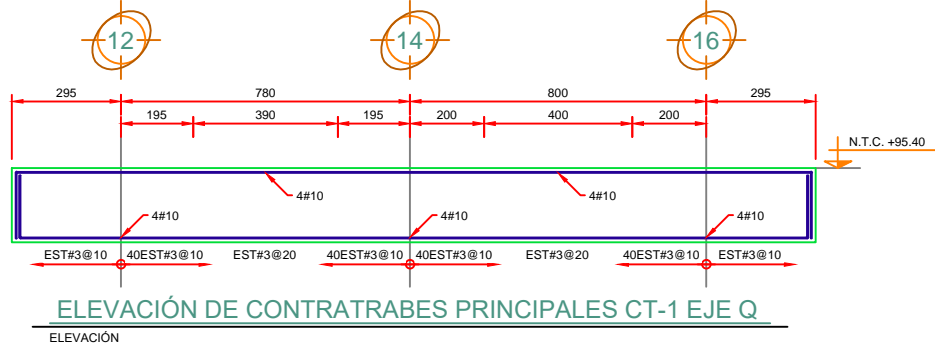 12 14 16
295 780 800 295
195 390 195 200 400 200
N.T.C. +95.40
4#10 4#10
4#10 4#10 4#10
EST#3@10 40EST#3@10 EST#3@20 40EST#3@10 40EST#3@10 EST#3@20 40EST#3@10 EST#3@10
ELEVACIÓN DE CONTRATRABES PRINCIPALES CT-1 EJE Q
ELEVACIÓN